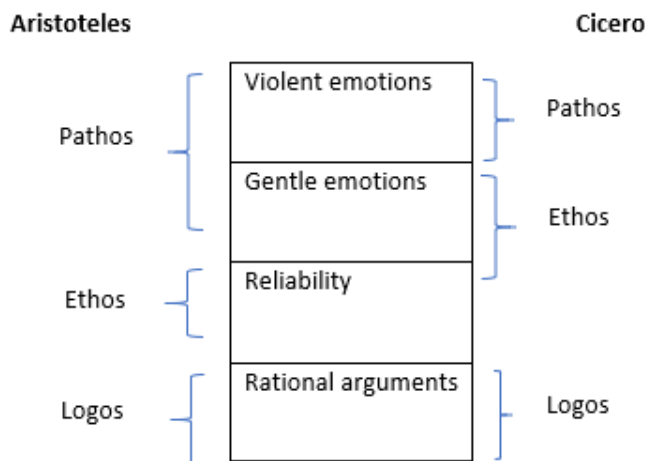 Aristoteles
Cicero
Violent emotions
Pathos
Pathos
Gentle emotions
Ethos
Reliability
Ethos
Rational arguments
Logos
Logos